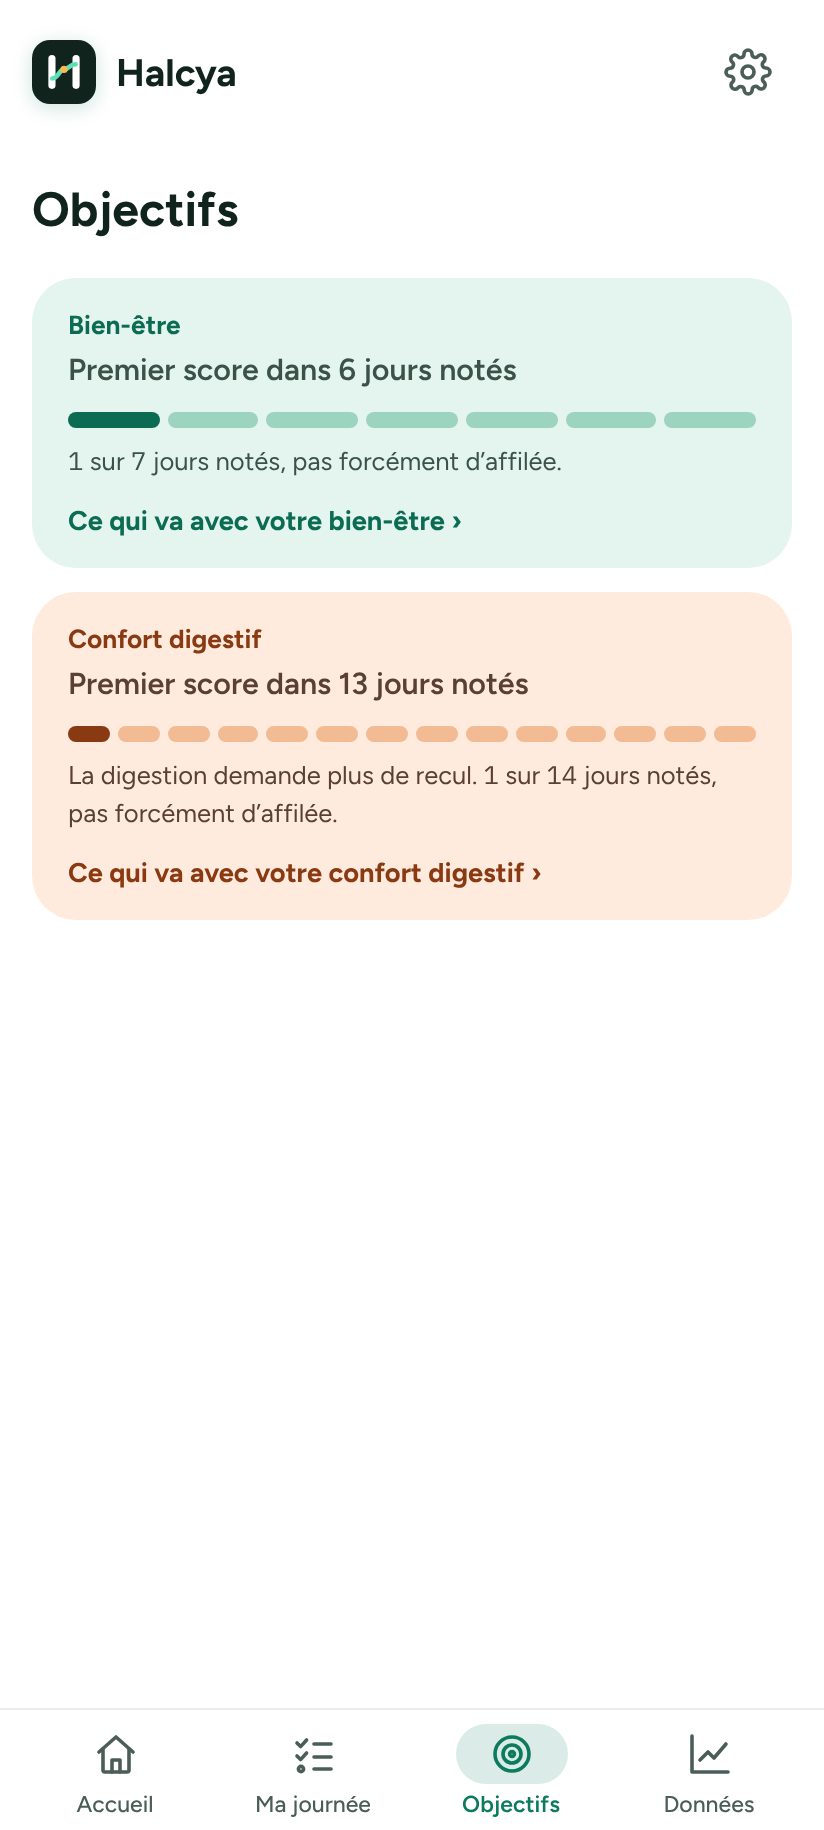 Halcya
Objectifs
Bien-être
Premier score dans 6 jours notés
1 sur 7 jours notés, pas forcément d’affilée.
Ce qui va avec votre bien-être ›
Confort digestif
Premier score dans 13 jours notés
La digestion demande plus de recul. 1 sur 14 jours notés,
pas forcément d’affilée.
Ce qui va avec votre confort digestif ›
Accueil
Ma journée
Objectifs
Données